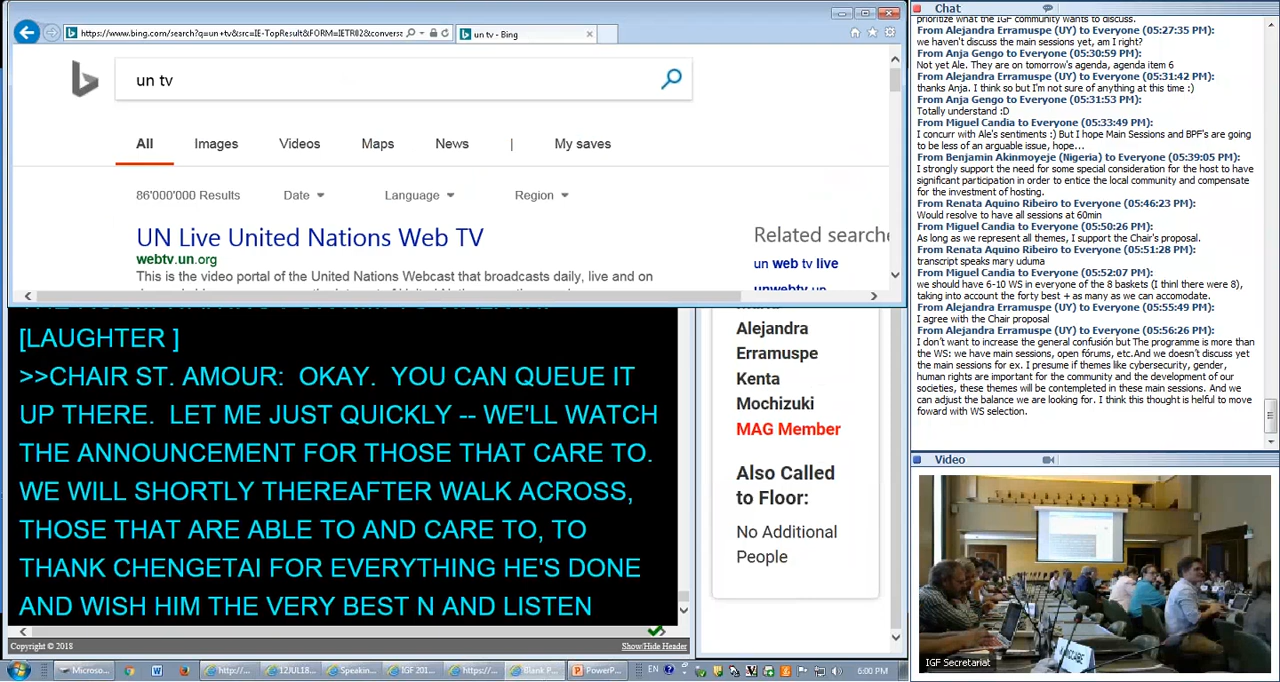 https://www.bing.com/search?q=un+tv&src=IE-TopResult&FORM=IETR02&conversi
un tv - Bing
un tv
All
Images
Videos
Maps
News
|
My saves
86'000'000 Results
Date
Language
Region
UN Live United Nations Web TV
webtv.un.org
This is the video portal of the United Nations Webcast that broadcasts daily, live and on
Related searche
un web tv live
unwebtv un
[LAUGHTER ]
>>CHAIR ST. AMOUR: OKAY. YOU CAN QUEUE IT
UP THERE. LET ME JUST QUICKLY -- WE'LL WATCH
THE ANNOUNCEMENT FOR THOSE THAT CARE TO.
WE WILL SHORTLY THEREAFTER WALK ACROSS,
THOSE THAT ARE ABLE TO AND CARE TO, TO
THANK CHENGETAI FOR EVERYTHING HE'S DONE
AND WISH HIM THE VERY BEST N AND LISTEN
Copyright © 2018
Show/Hide Header
Alejandra
Erramuspe
Kenta
Mochizuki
MAG Member
Also Called
to Floor:
No Additional
People
Chat
prioritize what the IGF community wants to discuss.
From Alejandra Erramuspe (UY) to Everyone (05:27:35 PM):
we haven't discuss the main sessions yet, am I right?
From Anja Gengo to Everyone (05:30:59 PM):
Not yet Ale. They are on tomorrow's agenda, agenda item 6
From Alejandra Erramuspe (UY) to Everyone (05:31:42 PM):
thanks Anja. I think so but I'm not sure of anything at this time :)
From Anja Gengo to Everyone (05:31:53 PM):
Totally understand :D
From Miguel Candia to Everyone (05:33:49 PM):
I concur with Ale's sentiments :) But I hope Main Sessions and BPF's are going
to be less of an arguable issue, hope...
From Benjamin Akinmoyeje (Nigeria) to Everyone (05:39:05 PM):
I strongly support the need for some special consideration for the host to have
significant participation in order to entice the local community and compensate
for the investment of hosting.
From Renata Aquino Ribeiro to Everyone (05:46:23 PM):
Would resolve to have all sessions at 60min
From Miguel Candia to Everyone (05:50:26 PM):
As long as we represent all themes, I support the Chair's proposal.
From Renata Aquino Ribeiro to Everyone (05:51:28 PM):
transcript speaks mary uduma
From Miguel Candia to Everyone (05:52:07 PM):
we should have 6-10 WS in everyone of the 8 baskets (I thinl there were 8),
taking into account the forty best + as many as we can accomodate.
From Alejandra Erramuspe (UY) to Everyone (05:55:49 PM):
I agree with the Chair proposal
From Alejandra Erramuspe (UY) to Everyone (05:56:26 PM):
I don't want to increase the general confusión but The programme is more than
the WS: we have main sessions, open fórums, etc.And we doesn't discuss yet
the main sessions for ex. I presume if themes like cybersecurity, gender,
human rights are important for the community and the development of our
societies, these themes will be contempleted in these main sessions. And we
can adjust the balance we are looking for. I think this thought is helful to move
foward with WS selection.
Video
IGF Secretariat
Microso...
http:/...
12JUL18...
Speakin...
IGF 201...
https:/...
Blank P...
PowerP...
EN
6:00 PM